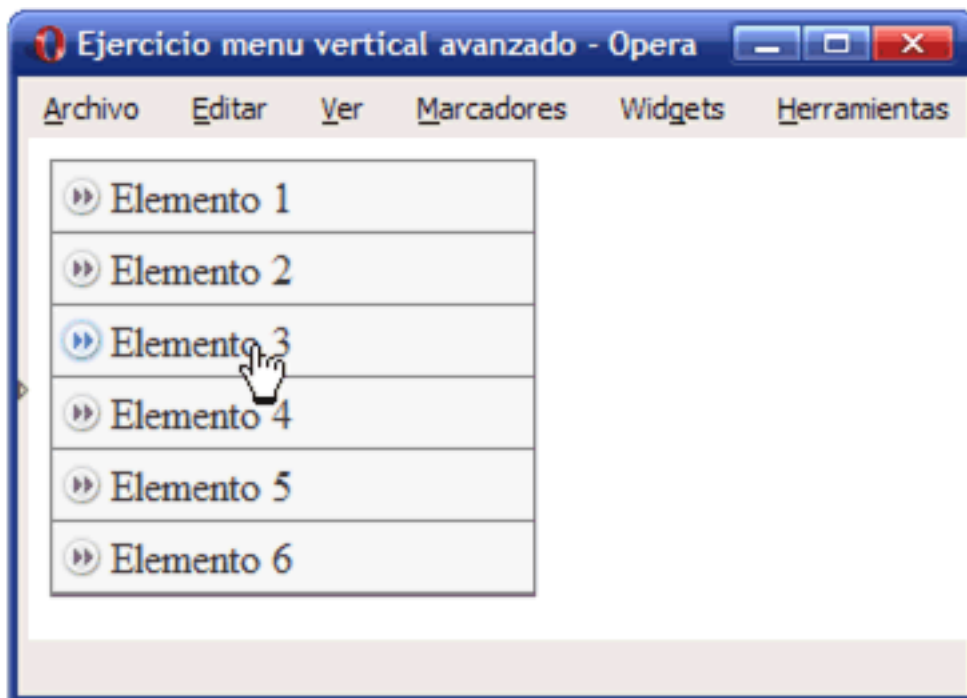 Ejercicio menu vertical avanzado - Opera
Archivo Editar Ver Marcadores Widgets Herramientas
Elemento 1
Elemento 2
Elemento 3
Elemento 4
Elemento 5
Elemento 6